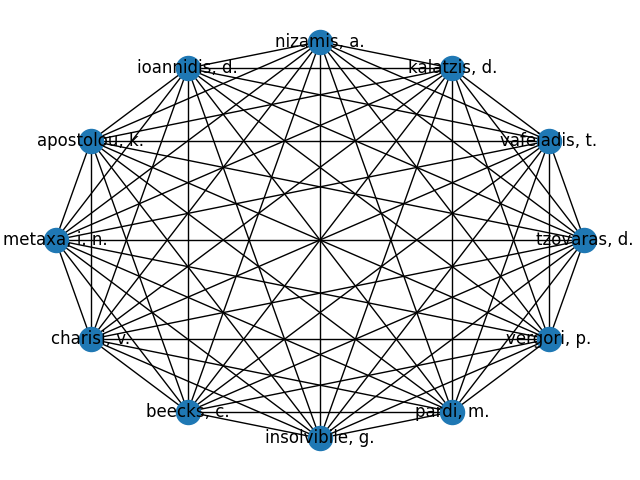 nizamis, a.
ioannidis, d.
kalatzis, d.
apostolou, k.
vafeiadis, t.
metaxa, i. n.
tzovaras, d.
charisi, v.
vergori, p.
beecks, c.
pardi, m.
insolvibile, g.